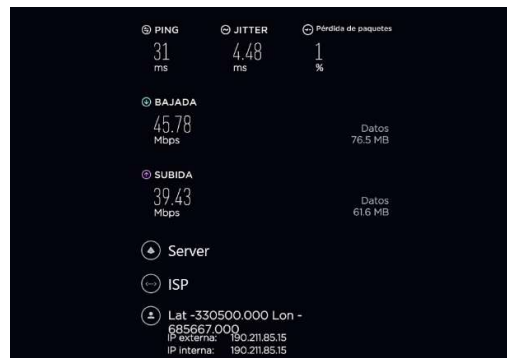 PING JITTER Pérdida de paquetes
31 4.48 1
ms ms %
BAJADA
45.78
Mbps
Datos
76.5 MB
SUBIDA
39.43
Mbps
Datos
61.6 MB
Server
ISP
Lat -330500.000 Lon -
685667.000
IP externa: 190.211.85.15
IP interna: 190.211.85.15